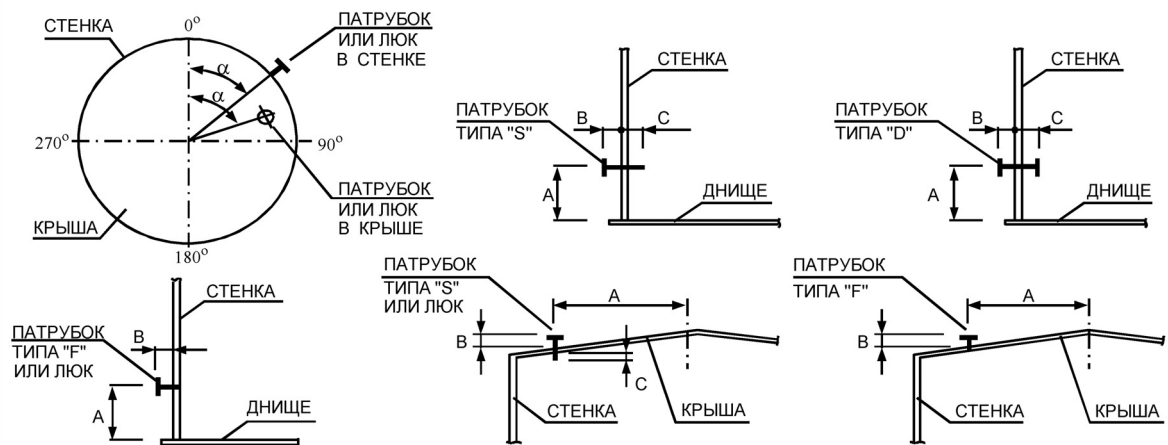 СТЕНКА
0°
ПАТРУБОК
ИЛИ ЛЮК
В СТЕНКЕ
α
α
270°
90°
ПАТРУБОК
ИЛИ ЛЮК
В КРЫШЕ
КРЫША
180°
СТЕНКА
ПАТРУБОК
ТИПА "S"
B
C
A
ДНИЩЕ
СТЕНКА
ПАТРУБОК
ТИПА "D"
B
C
A
ДНИЩЕ
СТЕНКА
ПАТРУБОК
ТИПА "F"
ИЛИ ЛЮК
B
A
ДНИЩЕ
ПАТРУБОК
ТИПА "S"
ИЛИ ЛЮК
A
B
C
СТЕНКА
КРЫША
ПАТРУБОК
ТИПА "F"
A
B
СТЕНКА
КРЫША